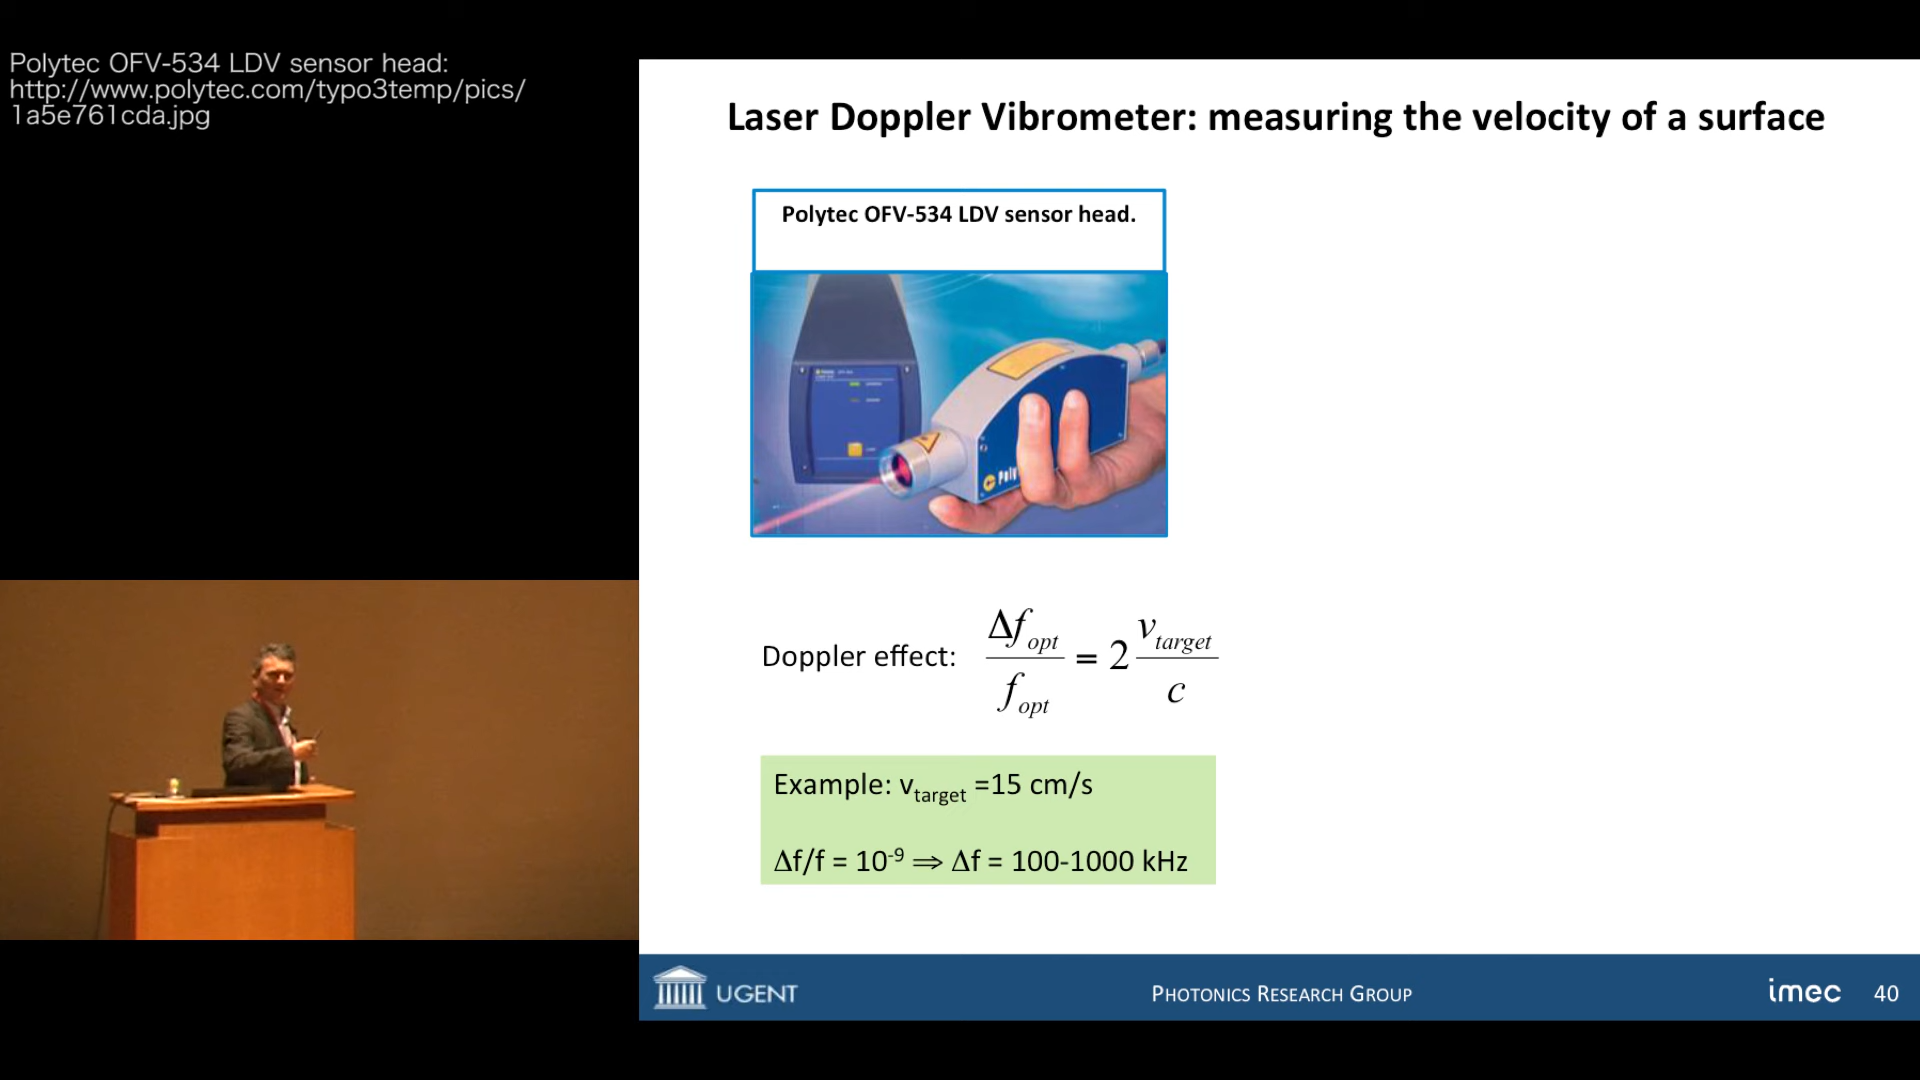 Polytec OFV-534 LDV sensor head:
http://www.polytec.com/typo3temp/pics/
1a5e761cda.jpg
Laser Doppler Vibrometer: measuring the velocity of a surface
Polytec OFV-534 LDV sensor head.
Poly
Doppler effect: Δf_opt / f_opt = 2 v_target / c
Example: v_target =15 cm/s
Δf/f = 10⁻⁹ ⇒ Δf = 100-1000 kHz
UGENT
PHOTONICS RESEARCH GROUP
imec
40